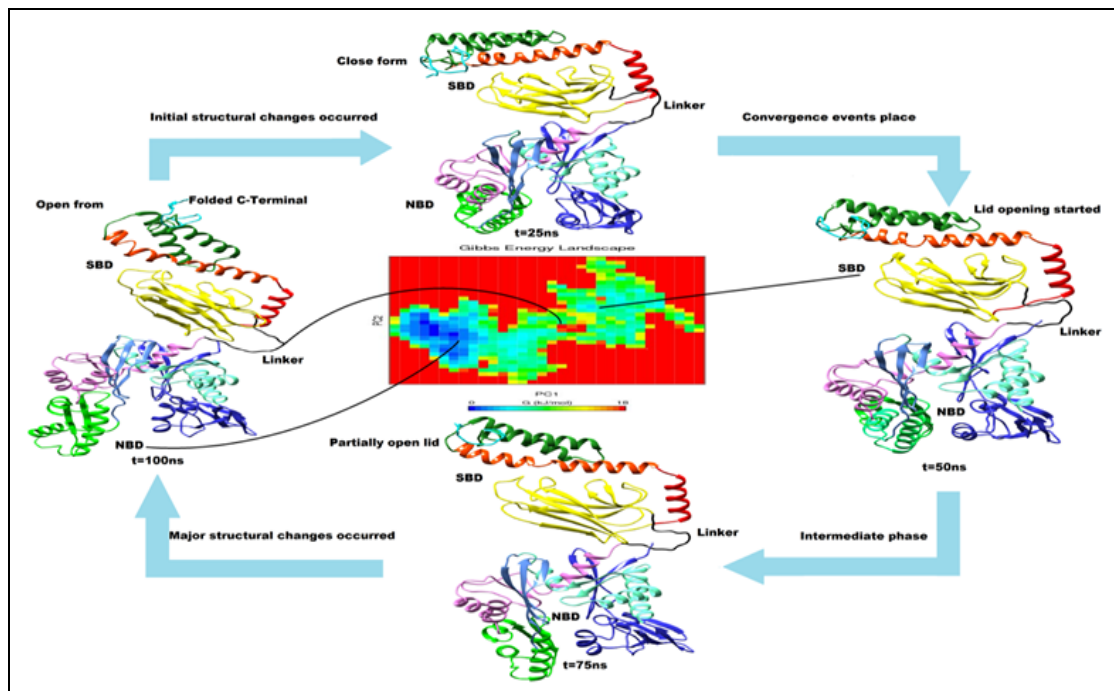 Close form
SBD
Linker
Initial structural changes occurred
Convergence events place
NBD
t=25ns
Open from
Folded C-Terminal
SBD
Linker
NBD
t=100ns
Gibbs Energy Landscape
PC2
PC1
0 G (kJ/mol) 18
Lid opening started
SBD
Linker
NBD
t=50ns
Partially open lid
SBD
Linker
NBD
t=75ns
Major structural changes occurred
Intermediate phase